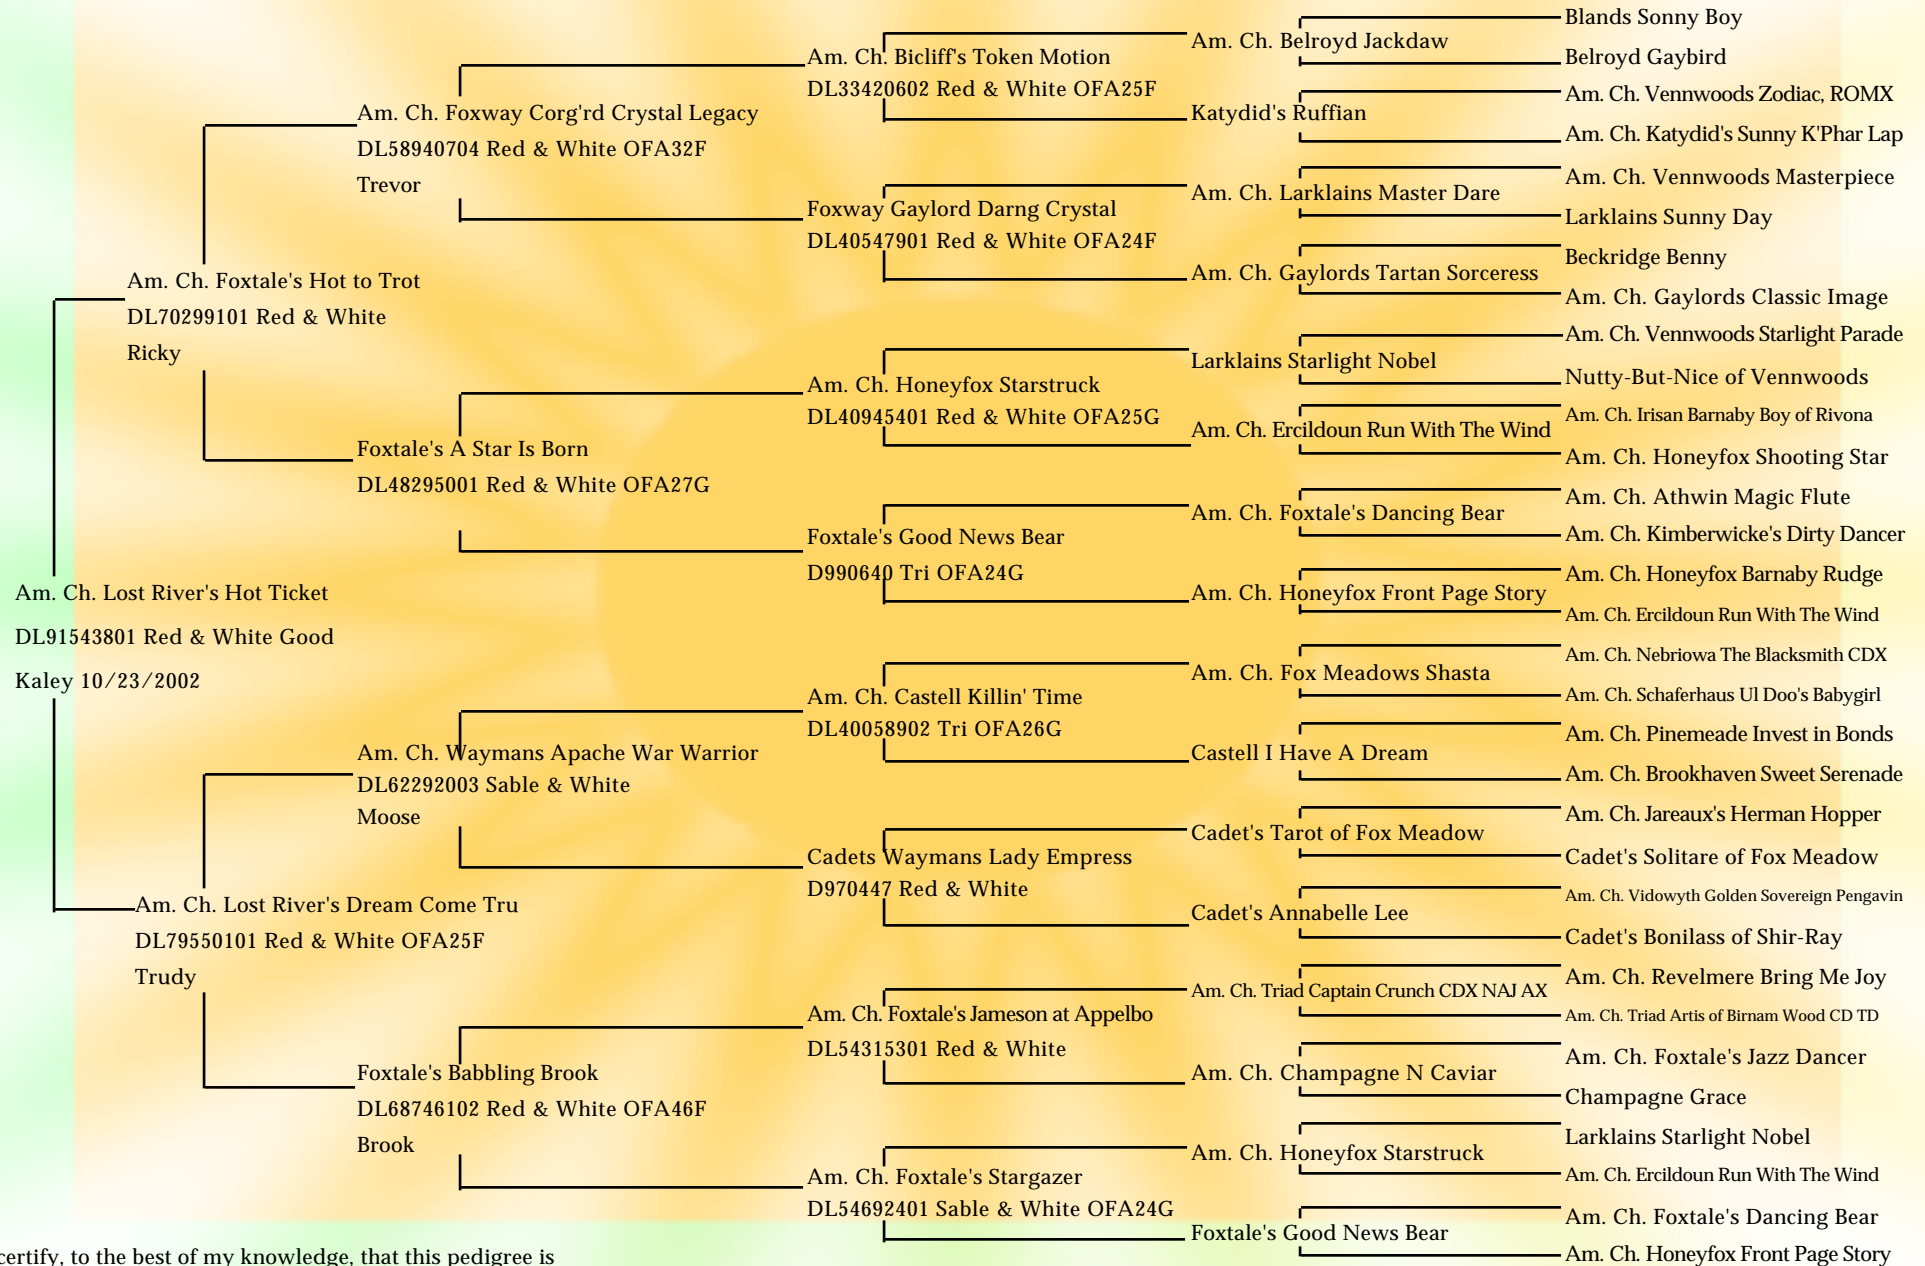 Am. Ch. Lost River's Hot Ticket
DL91543801 Red & White Good
Kaley 10/23/2002
Am. Ch. Foxtale's Hot to Trot
DL70299101 Red & White
Ricky
Am. Ch. Lost River's Dream Come Tru
DL79550101 Red & White OFA25F
Trudy
Am. Ch. Foxway Corg'rd Crystal Legacy
DL58940704 Red & White OFA32F
Trevor
Foxtale's A Star Is Born
DL48295001 Red & White OFA27G
Am. Ch. Waymans Apache War Warrior
DL62292003 Sable & White
Moose
Foxtale's Babbling Brook
DL68746102 Red & White OFA46F
Brook
Am. Ch. Bicliff's Token Motion
DL33420602 Red & White OFA25F
Foxway Gaylord Darng Crystal
DL40547901 Red & White OFA24F
Am. Ch. Honeyfox Starstruck
DL40945401 Red & White OFA25G
Foxtale's Good News Bear
D990640 Tri OFA24G
Am. Ch. Castell Killin' Time
DL40058902 Tri OFA26G
Cadets Waymans Lady Empress
D970447 Red & White
Am. Ch. Foxtale's Jameson at Appelbo
DL54315301 Red & White
Am. Ch. Foxtale's Stargazer
DL54692401 Sable & White OFA24G
Am. Ch. Belroyd Jackdaw
Katydid's Ruffian
Am. Ch. Larklains Master Dare
Am. Ch. Gaylords Tartan Sorceress
Larklains Starlight Nobel
Am. Ch. Ercildoun Run With The Wind
Am. Ch. Foxtale's Dancing Bear
Am. Ch. Honeyfox Front Page Story
Am. Ch. Fox Meadows Shasta
Castell I Have A Dream
Cadet's Tarot of Fox Meadow
Cadet's Annabelle Lee
Am. Ch. Triad Captain Crunch CDX NAJ AX
Am. Ch. Champagne N Caviar
Am. Ch. Honeyfox Starstruck
Foxtale's Good News Bear
Blands Sonny Boy
Belroyd Gaybird
Am. Ch. Vennwoods Zodiac, ROMX
Am. Ch. Katydid's Sunny K'Phar Lap
Am. Ch. Vennwoods Masterpiece
Larklains Sunny Day
Beckridge Benny
Am. Ch. Gaylords Classic Image
Am. Ch. Vennwoods Starlight Parade
Nutty-But-Nice of Vennwoods
Am. Ch. Irisan Barnaby Boy of Rivona
Am. Ch. Honeyfox Shooting Star
Am. Ch. Athwin Magic Flute
Am. Ch. Kimberwicke's Dirty Dancer
Am. Ch. Honeyfox Barnaby Rudge
Am. Ch. Ercildoun Run With The Wind
Am. Ch. Nebriowa The Blacksmith CDX
Am. Ch. Schaferhaus Ul Doo's Babygirl
Am. Ch. Pinemeade Invest in Bonds
Am. Ch. Brookhaven Sweet Serenade
Am. Ch. Jareaux's Herman Hopper
Cadet's Solitare of Fox Meadow
Am. Ch. Vidowyth Golden Sovereign Pengavin
Cadet's Bonilass of Shir-Ray
Am. Ch. Revelmere Bring Me Joy
Am. Ch. Triad Artis of Birnam Wood CD TD
Am. Ch. Foxtale's Jazz Dancer
Champagne Grace
Larklains Starlight Nobel
Am. Ch. Ercildoun Run With The Wind
Am. Ch. Foxtale's Dancing Bear
Am. Ch. Honeyfox Front Page Story
certify, to the best of my knowledge, that this pedigree is